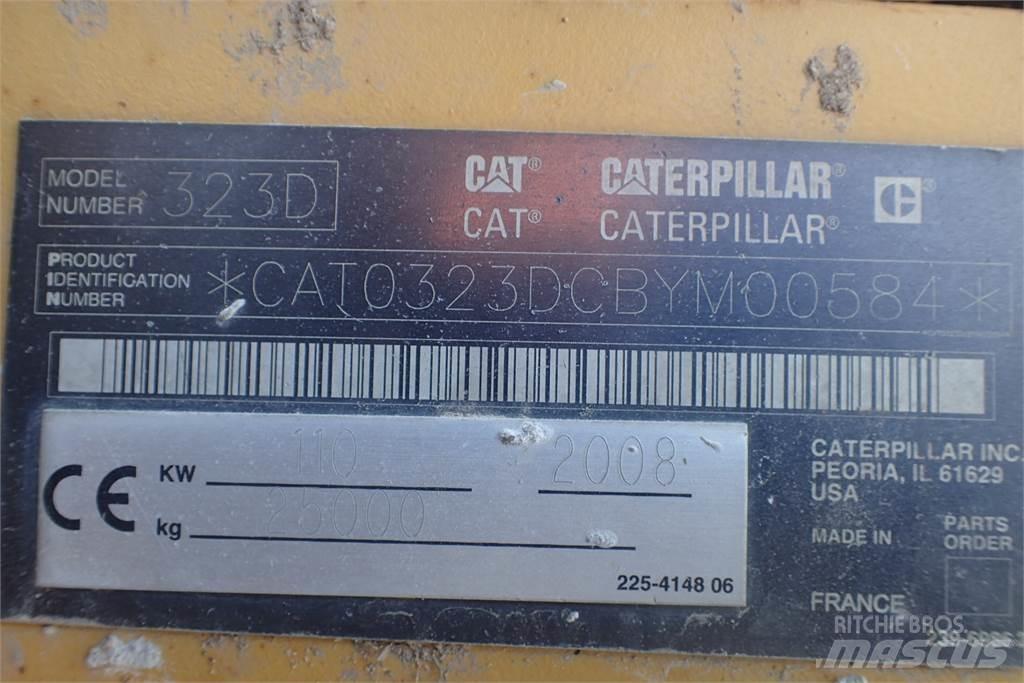 MODEL NUMBER 323D
CAT® CATERPILLAR® C®
CAT® CATERPILLAR®
PRODUCT IDENTIFICATION NUMBER *CAT0323DCBYM00584*
CE KW 110 2008
kg 25000
225-4148 06
CATERPILLAR INC.
PEORIA, IL 61629
USA
MADE IN
FRANCE
PARTS
ORDER
RITCHIE BROS.
mascus